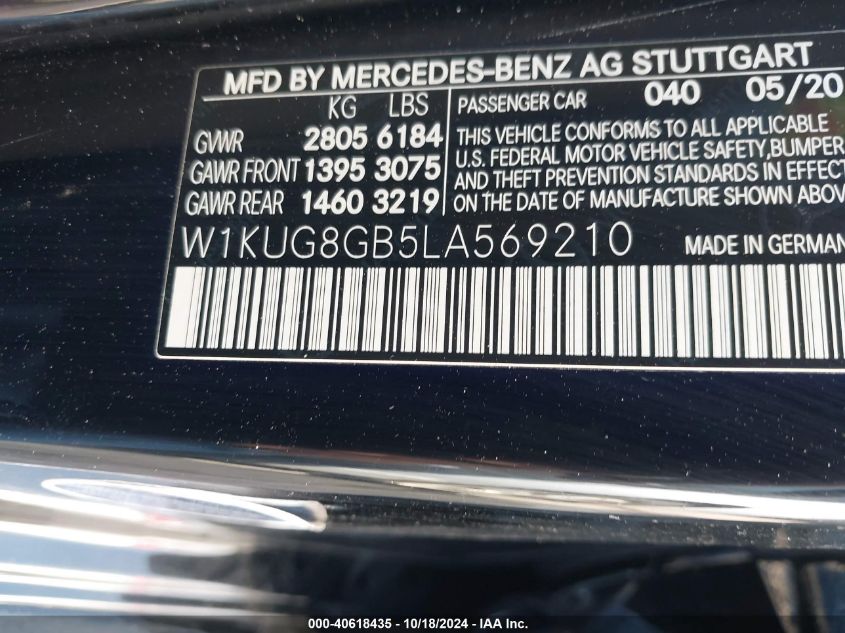 MFD BY MERCEDES-BENZ AG STUTTGART
KG LBS PASSENGER CAR 040 05/20
GVWR 2805 6184
GAWR FRONT 1395 3075
GAWR REAR 1460 3219
THIS VEHICLE CONFORMS TO ALL APPLICABLE
U.S. FEDERAL MOTOR VEHICLE SAFETY,BUMPER
AND THEFT PREVENTION STANDARDS IN EFFECT
ON THE DATE OF MANUFACTURE SHOWN ABOV
W1KUG8GB5LA569210 MADE IN GERMAN
000-40618435 - 10/18/2024 - IAA Inc.